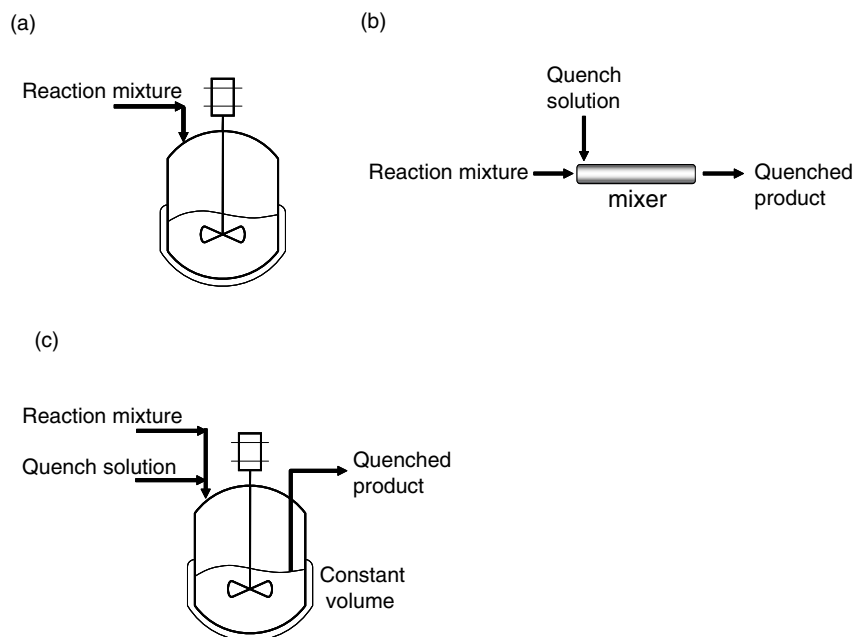 (a)
Reaction mixture
(b)
Quench
solution
Reaction mixture
Quenched
product
mixer
(c)
Reaction mixture
Quench solution
Quenched
product
Constant
volume